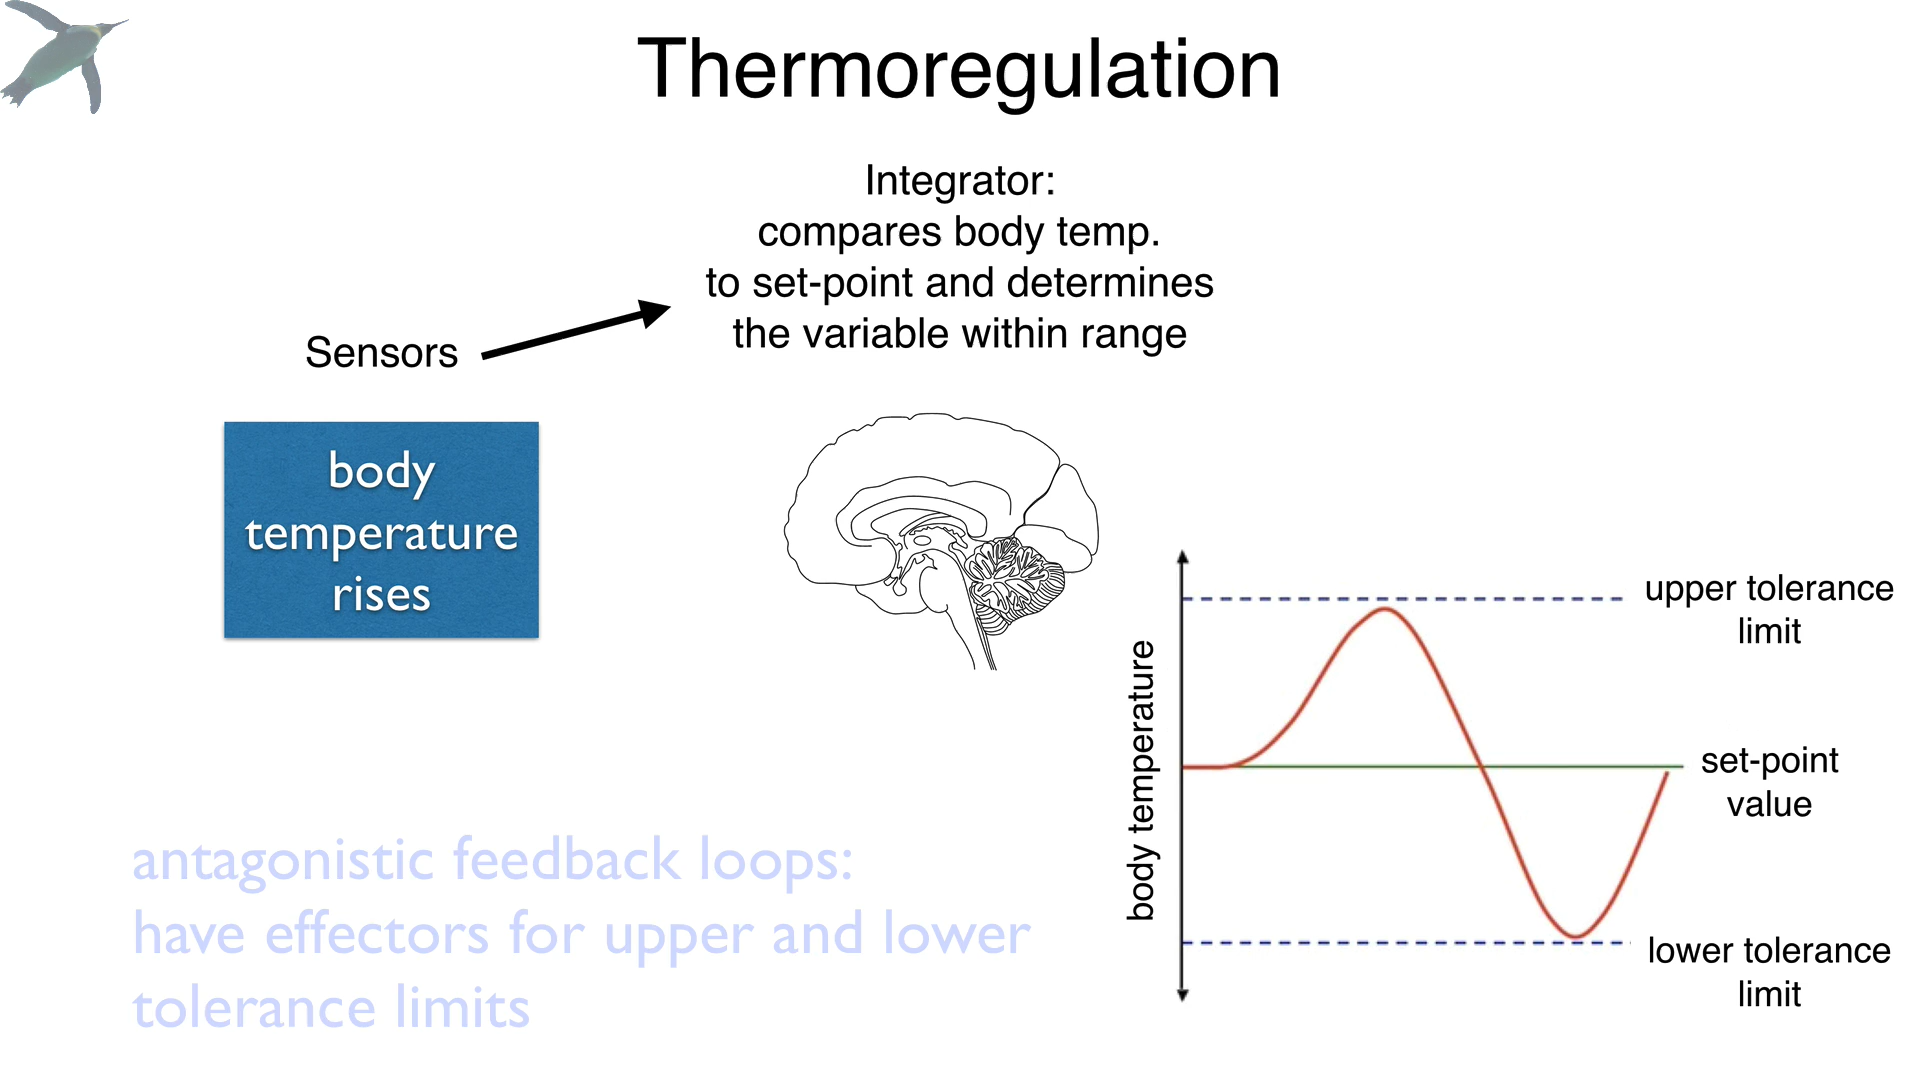 Thermoregulation
Integrator:
compares body temp.
to set-point and determines
the variable within range
Sensors
body
temperature
rises
antagonistic feedback loops:
have effectors for upper and lower
tolerance limits
body temperature
upper tolerance
limit
set-point
value
lower tolerance
limit